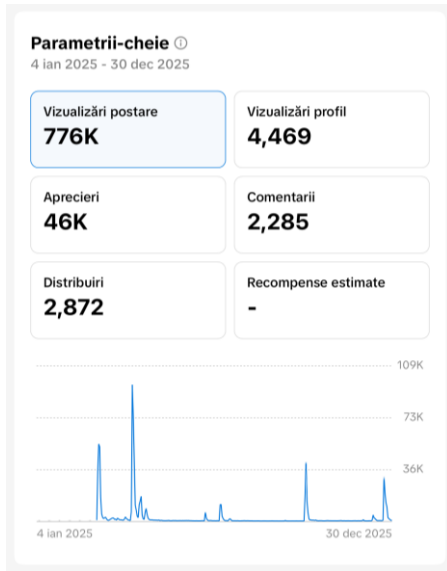 Parametrii-cheie
4 ian 2025 - 30 dec 2025
Vizualizări postare
776K
Vizualizări profil
4,469
Aprecieri
46K
Comentarii
2,285
Distribuiri
2,872
Recompense estimate
-
109K
73K
36K
4 ian 2025
30 dec 2025